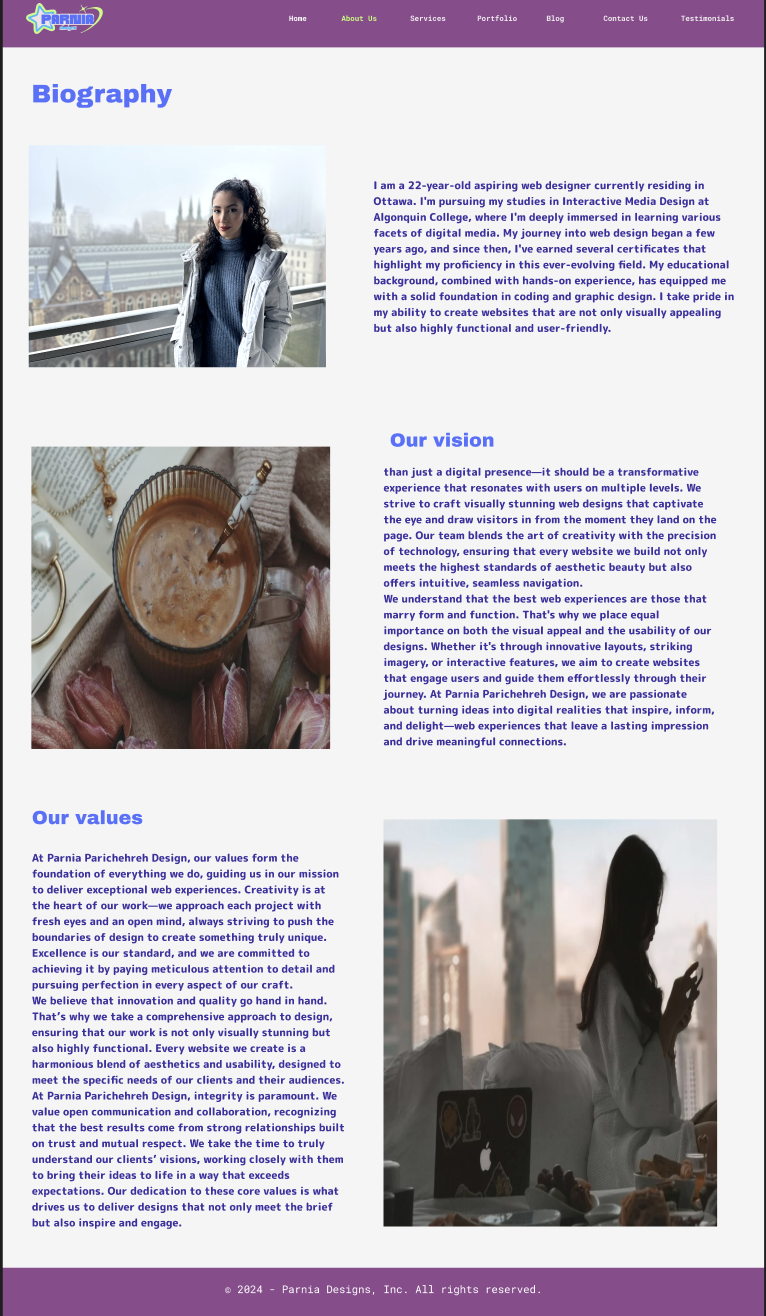 PARNIA
Home About Us Services Portfolio Blog Contact Us Testimonials
Biography
I am a 22-year-old aspiring web designer currently residing in
Ottawa. I'm pursuing my studies in Interactive Media Design at
Algonquin College, where I'm deeply immersed in learning various
facets of digital media. My journey into web design began a few
years ago, and since then, I've earned several certificates that
highlight my proficiency in this ever-evolving field. My educational
background, combined with hands-on experience, has equipped me
with a solid foundation in coding and graphic design. I take pride in
my ability to create websites that are not only visually appealing
but also highly functional and user-friendly.
Our vision
than just a digital presence—it should be a transformative
experience that resonates with users on multiple levels. We
strive to craft visually stunning web designs that captivate
the eye and draw visitors in from the moment they land on the
page. Our team blends the art of creativity with the precision
of technology, ensuring that every website we build not only
meets the highest standards of aesthetic beauty but also
offers intuitive, seamless navigation.
We understand that the best web experiences are those that
marry form and function. That's why we place equal
importance on both the visual appeal and the usability of our
designs. Whether it's through innovative layouts, striking
imagery, or interactive features, we aim to create websites
that engage users and guide them effortlessly through their
journey. At Parnia Parichehreh Design, we are passionate
about turning ideas into digital realities that inspire, inform,
and delight—web experiences that leave a lasting impression
and drive meaningful connections.
Our values
At Parnia Parichehreh Design, our values form the
foundation of everything we do, guiding us in our mission
to deliver exceptional web experiences. Creativity is at
the heart of our work—we approach each project with
fresh eyes and an open mind, always striving to push the
boundaries of design to create something truly unique.
Excellence is our standard, and we are committed to
achieving it by paying meticulous attention to detail and
pursuing perfection in every aspect of our craft.
We believe that innovation and quality go hand in hand.
That’s why we take a comprehensive approach to design,
ensuring that our work is not only visually stunning but
also highly functional. Every website we create is a
harmonious blend of aesthetics and usability, designed to
meet the specific needs of our clients and their audiences.
At Parnia Parichehreh Design, integrity is paramount. We
value open communication and collaboration, recognizing
that the best results come from strong relationships built
on trust and mutual respect. We take the time to truly
understand our clients’ visions, working closely with them
to bring their ideas to life in a way that exceeds
expectations. Our dedication to these core values is what
drives us to deliver designs that not only meet the brief
but also inspire and engage.
© 2024 - Parnia Designs, Inc. All rights reserved.